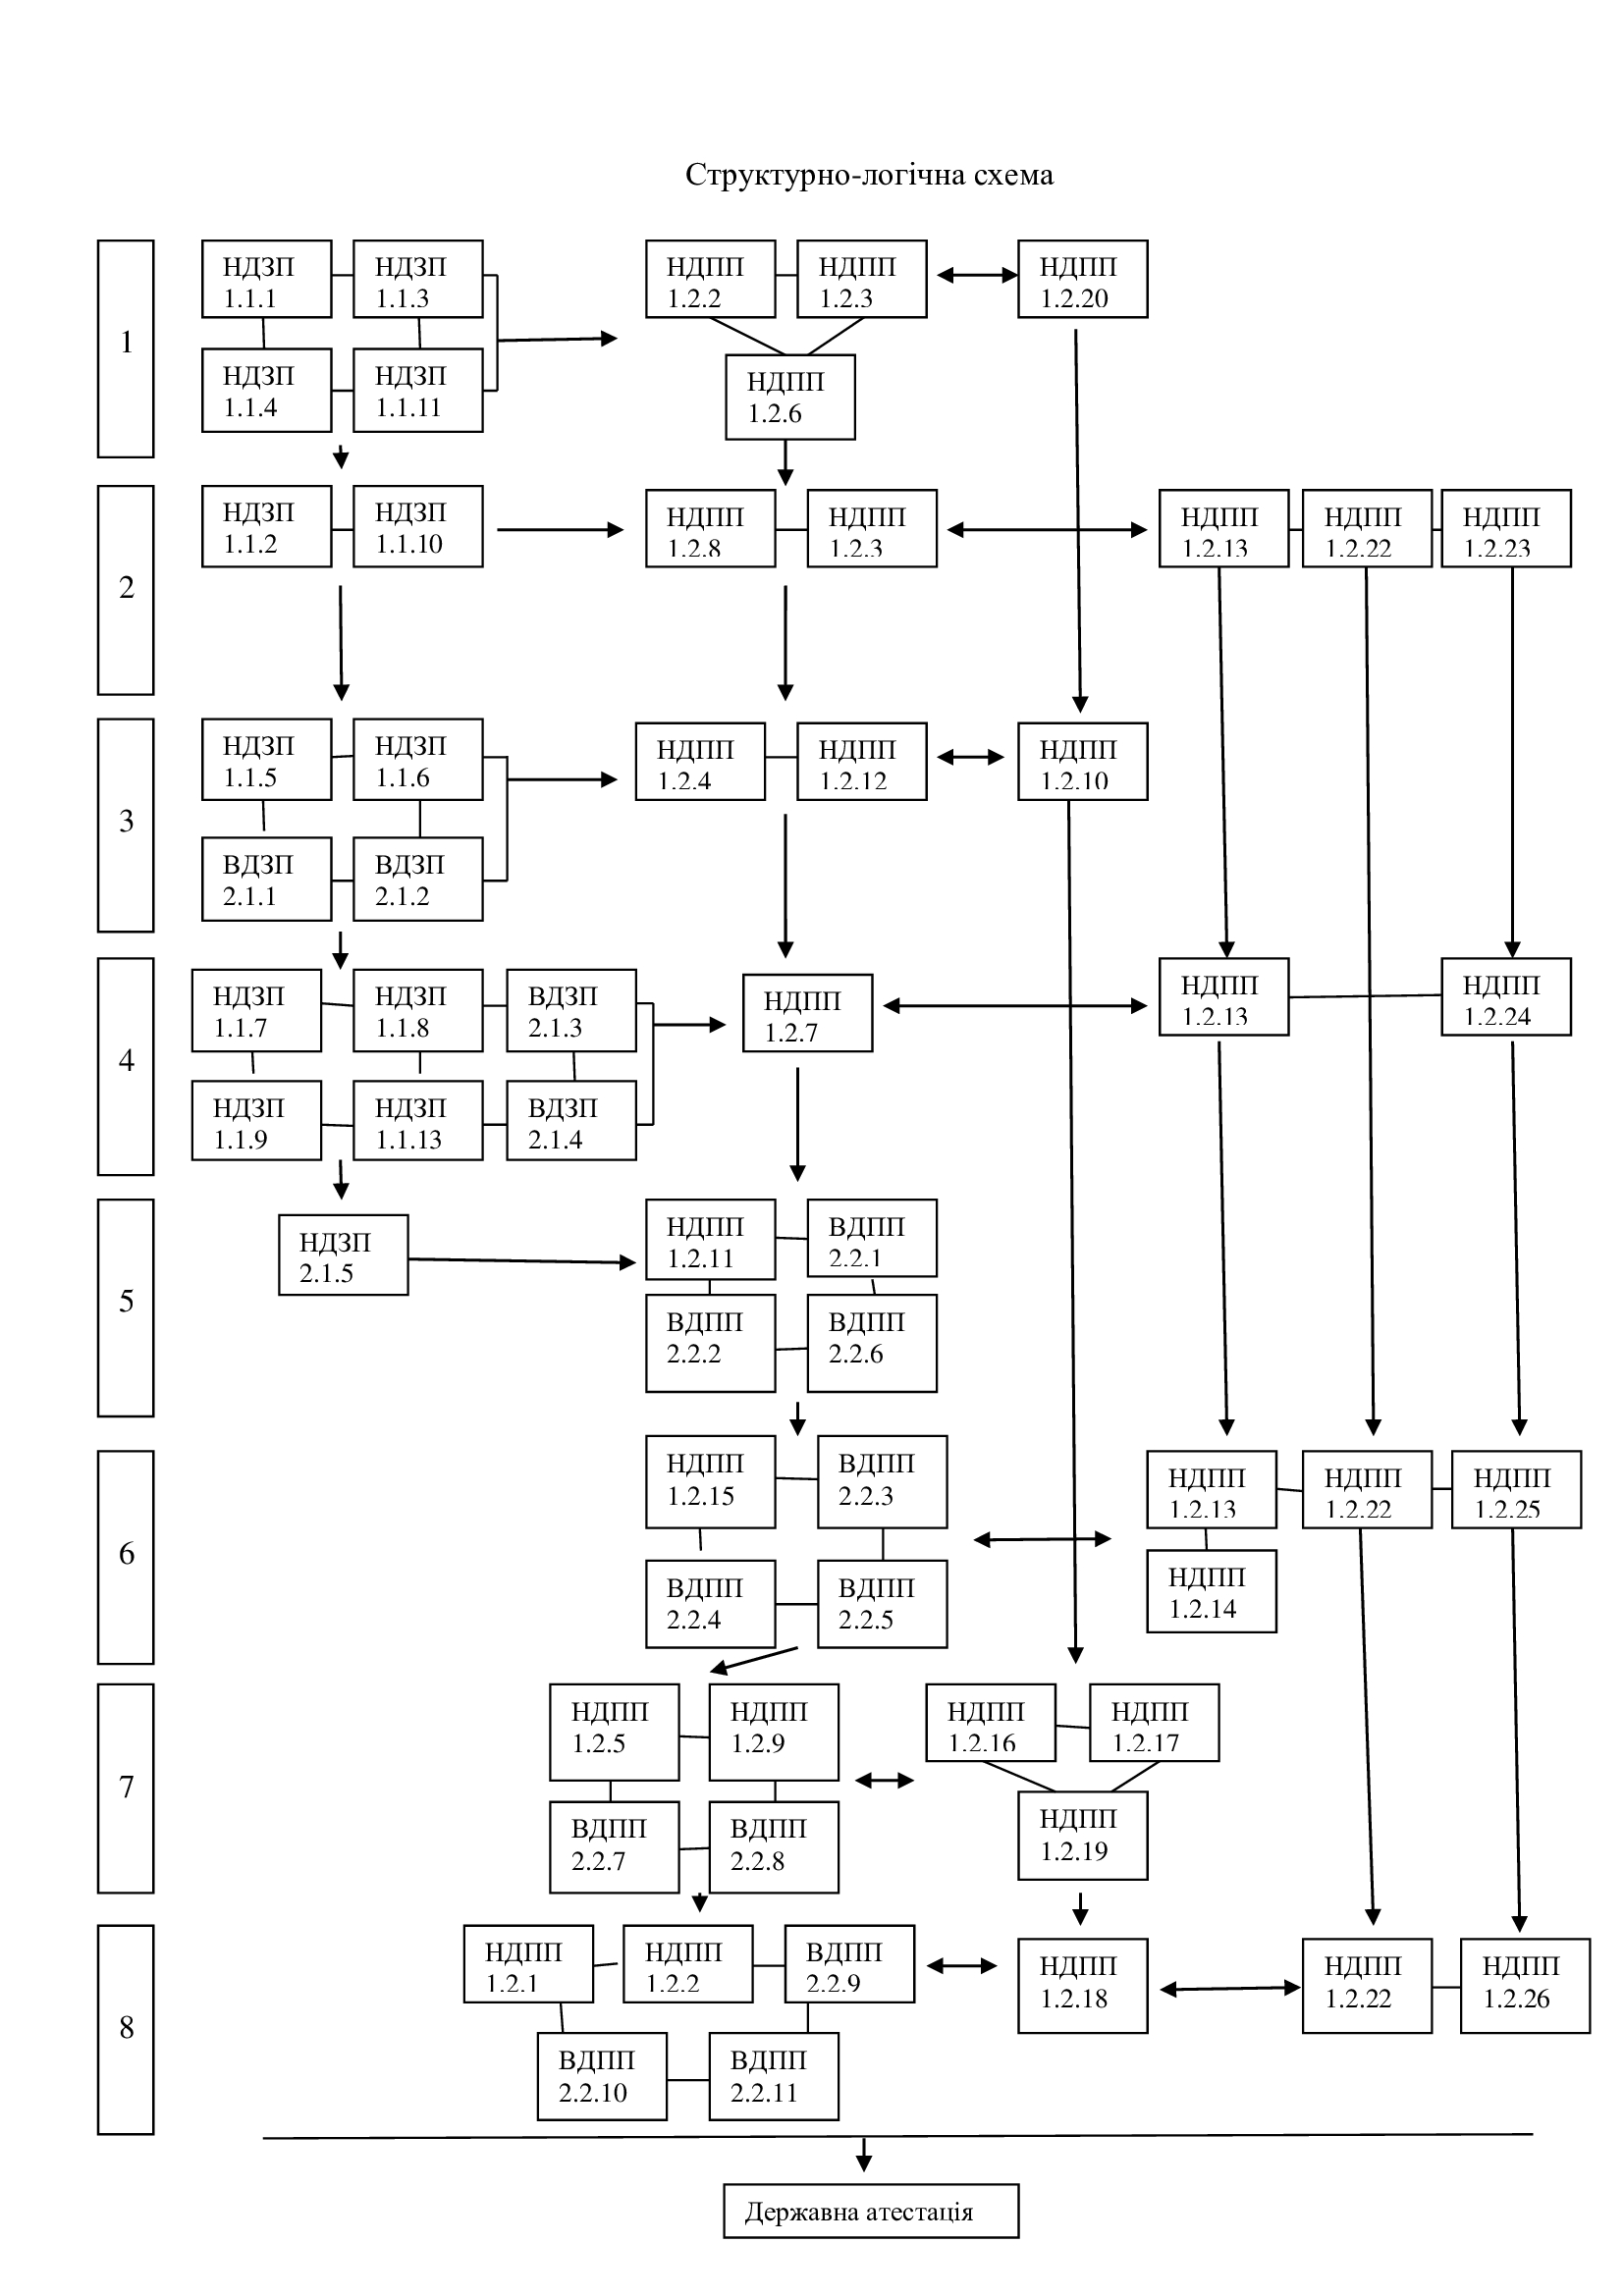 Структурно-логічна схема
1
НДЗП
1.1.1
НДЗП
1.1.3
НДПП
1.2.2
НДПП
1.2.3
НДПП
1.2.20
НДЗП
1.1.4
НДЗП
1.1.11
НДПП
1.2.6
2
НДЗП
1.1.2
НДЗП
1.1.10
НДПП
1.2.8
НДПП
1.2.3
НДПП
1.2.13
НДПП
1.2.22
НДПП
1.2.23
3
НДЗП
1.1.5
НДЗП
1.1.6
НДПП
1.2.4
НДПП
1.2.12
НДПП
1.2.10
ВДЗП
2.1.1
ВДЗП
2.1.2
4
НДЗП
1.1.7
НДЗП
1.1.8
ВДЗП
2.1.3
НДПП
1.2.7
НДПП
1.2.13
НДПП
1.2.24
НДЗП
1.1.9
НДЗП
1.1.13
ВДЗП
2.1.4
5
НДЗП
2.1.5
НДПП
1.2.11
ВДПП
2.2.1
ВДПП
2.2.2
ВДПП
2.2.6
6
НДПП
1.2.15
ВДПП
2.2.3
НДПП
1.2.13
НДПП
1.2.22
НДПП
1.2.25
ВДПП
2.2.4
ВДПП
2.2.5
НДПП
1.2.14
7
НДПП
1.2.5
НДПП
1.2.9
НДПП
1.2.16
НДПП
1.2.17
ВДПП
2.2.7
ВДПП
2.2.8
НДПП
1.2.19
8
НДПП
1.2.1
НДПП
1.2.2
ВДПП
2.2.9
НДПП
1.2.18
НДПП
1.2.22
НДПП
1.2.26
ВДПП
2.2.10
ВДПП
2.2.11
Державна атестація